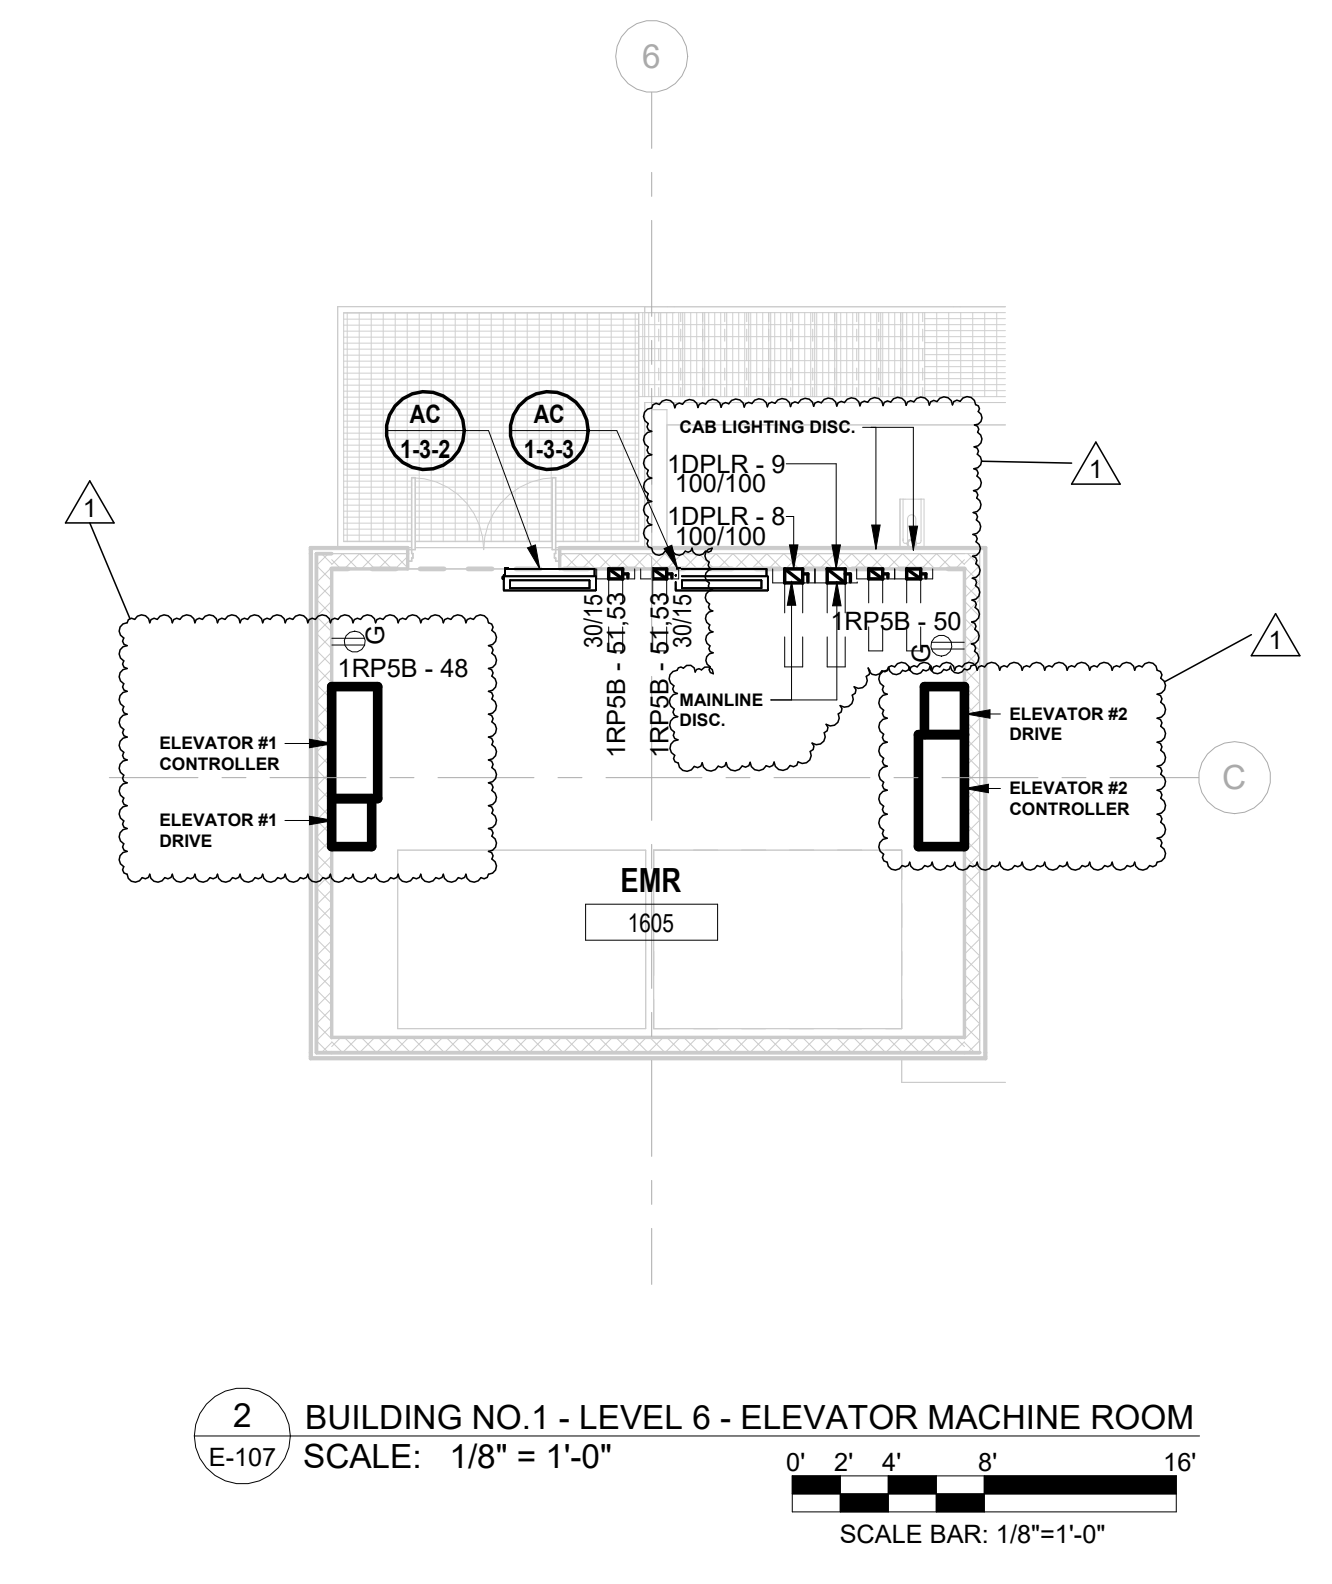 6
AC
1-3-2
AC
1-3-3
CAB LIGHTING DISC.
1DPLR - 9
100/100
1DPLR - 8
100/100
1
1
1
30/15
1RP5B - 51,53
1RP5B - 51,53
30/15
1RP5B - 50
G
G
1RP5B - 48
MAINLINE
DISC.
ELEVATOR #1
CONTROLLER
ELEVATOR #1
DRIVE
ELEVATOR #2
DRIVE
ELEVATOR #2
CONTROLLER
C
EMR
1605
2
E-107
BUILDING NO.1 - LEVEL 6 - ELEVATOR MACHINE ROOM
SCALE: 1/8" = 1'-0"
0' 2' 4' 8' 16'
SCALE BAR: 1/8"=1'-0"